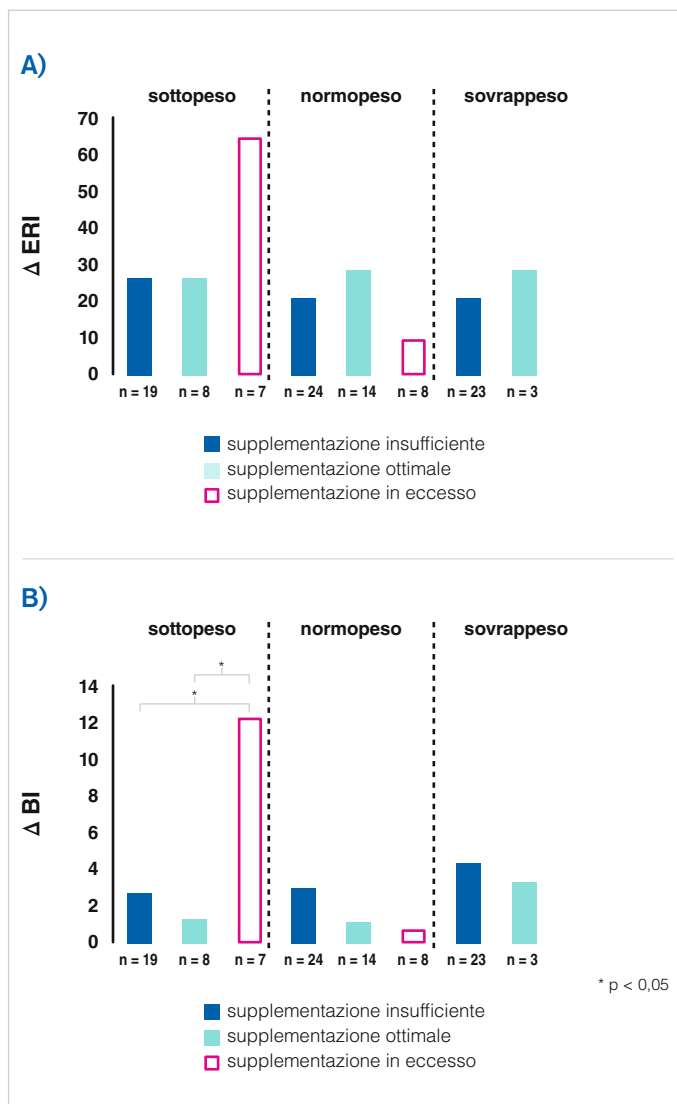 A)
sottopeso normopeso sovrappeso
70
60
50
40
30
20
10
0
Δ ERI
n = 19 n = 8 n = 7 n = 24 n = 14 n = 8 n = 23 n = 3
supplementazione insufficiente
supplementazione ottimale
supplementazione in eccesso
B)
sottopeso normopeso sovrappeso
*
*
14
12
10
8
6
4
2
0
Δ BI
n = 19 n = 8 n = 7 n = 24 n = 14 n = 8 n = 23 n = 3
* p < 0,05
supplementazione insufficiente
supplementazione ottimale
supplementazione in eccesso